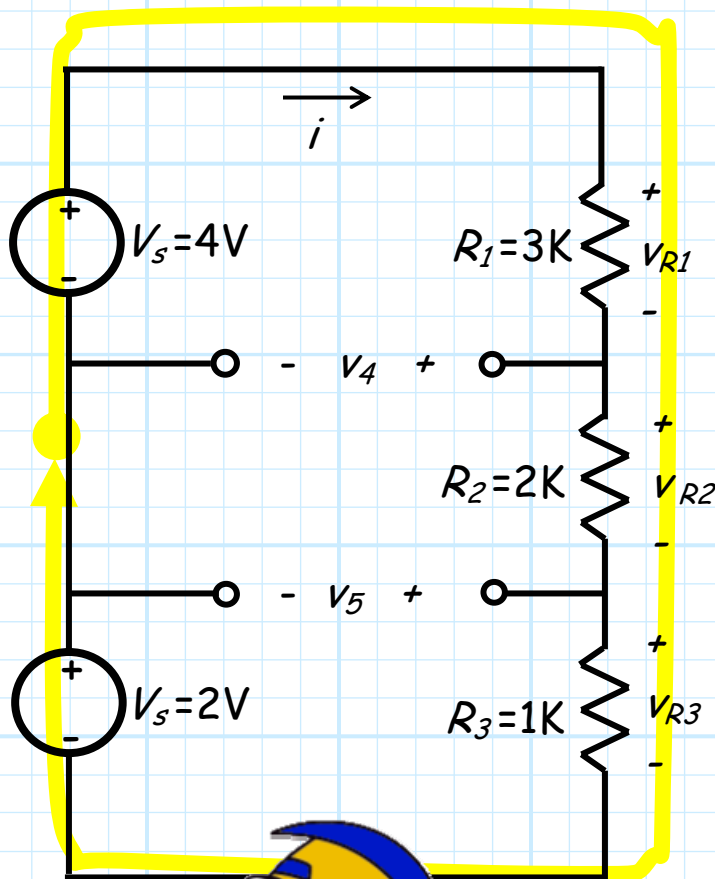 i
+
-
Vs=4V
R1=3K
+
vR1
-
- v4 +
R2=2K
+
vR2
-
- v5 +
+
-
Vs=2V
R3=1K
+
vR3
-